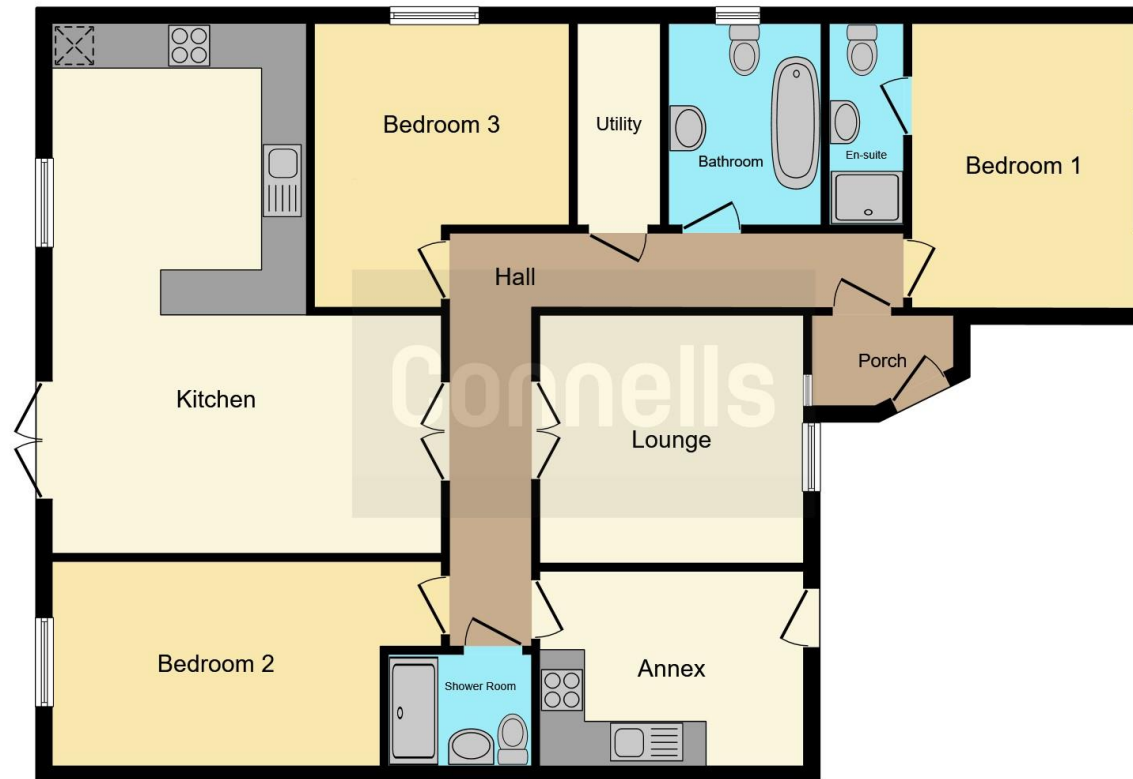 Bedroom 3
Utility
Bathroom
En-suite
Bedroom 1
Hall
Porch
Connells
Kitchen
Lounge
Bedroom 2
Shower Room
Annex